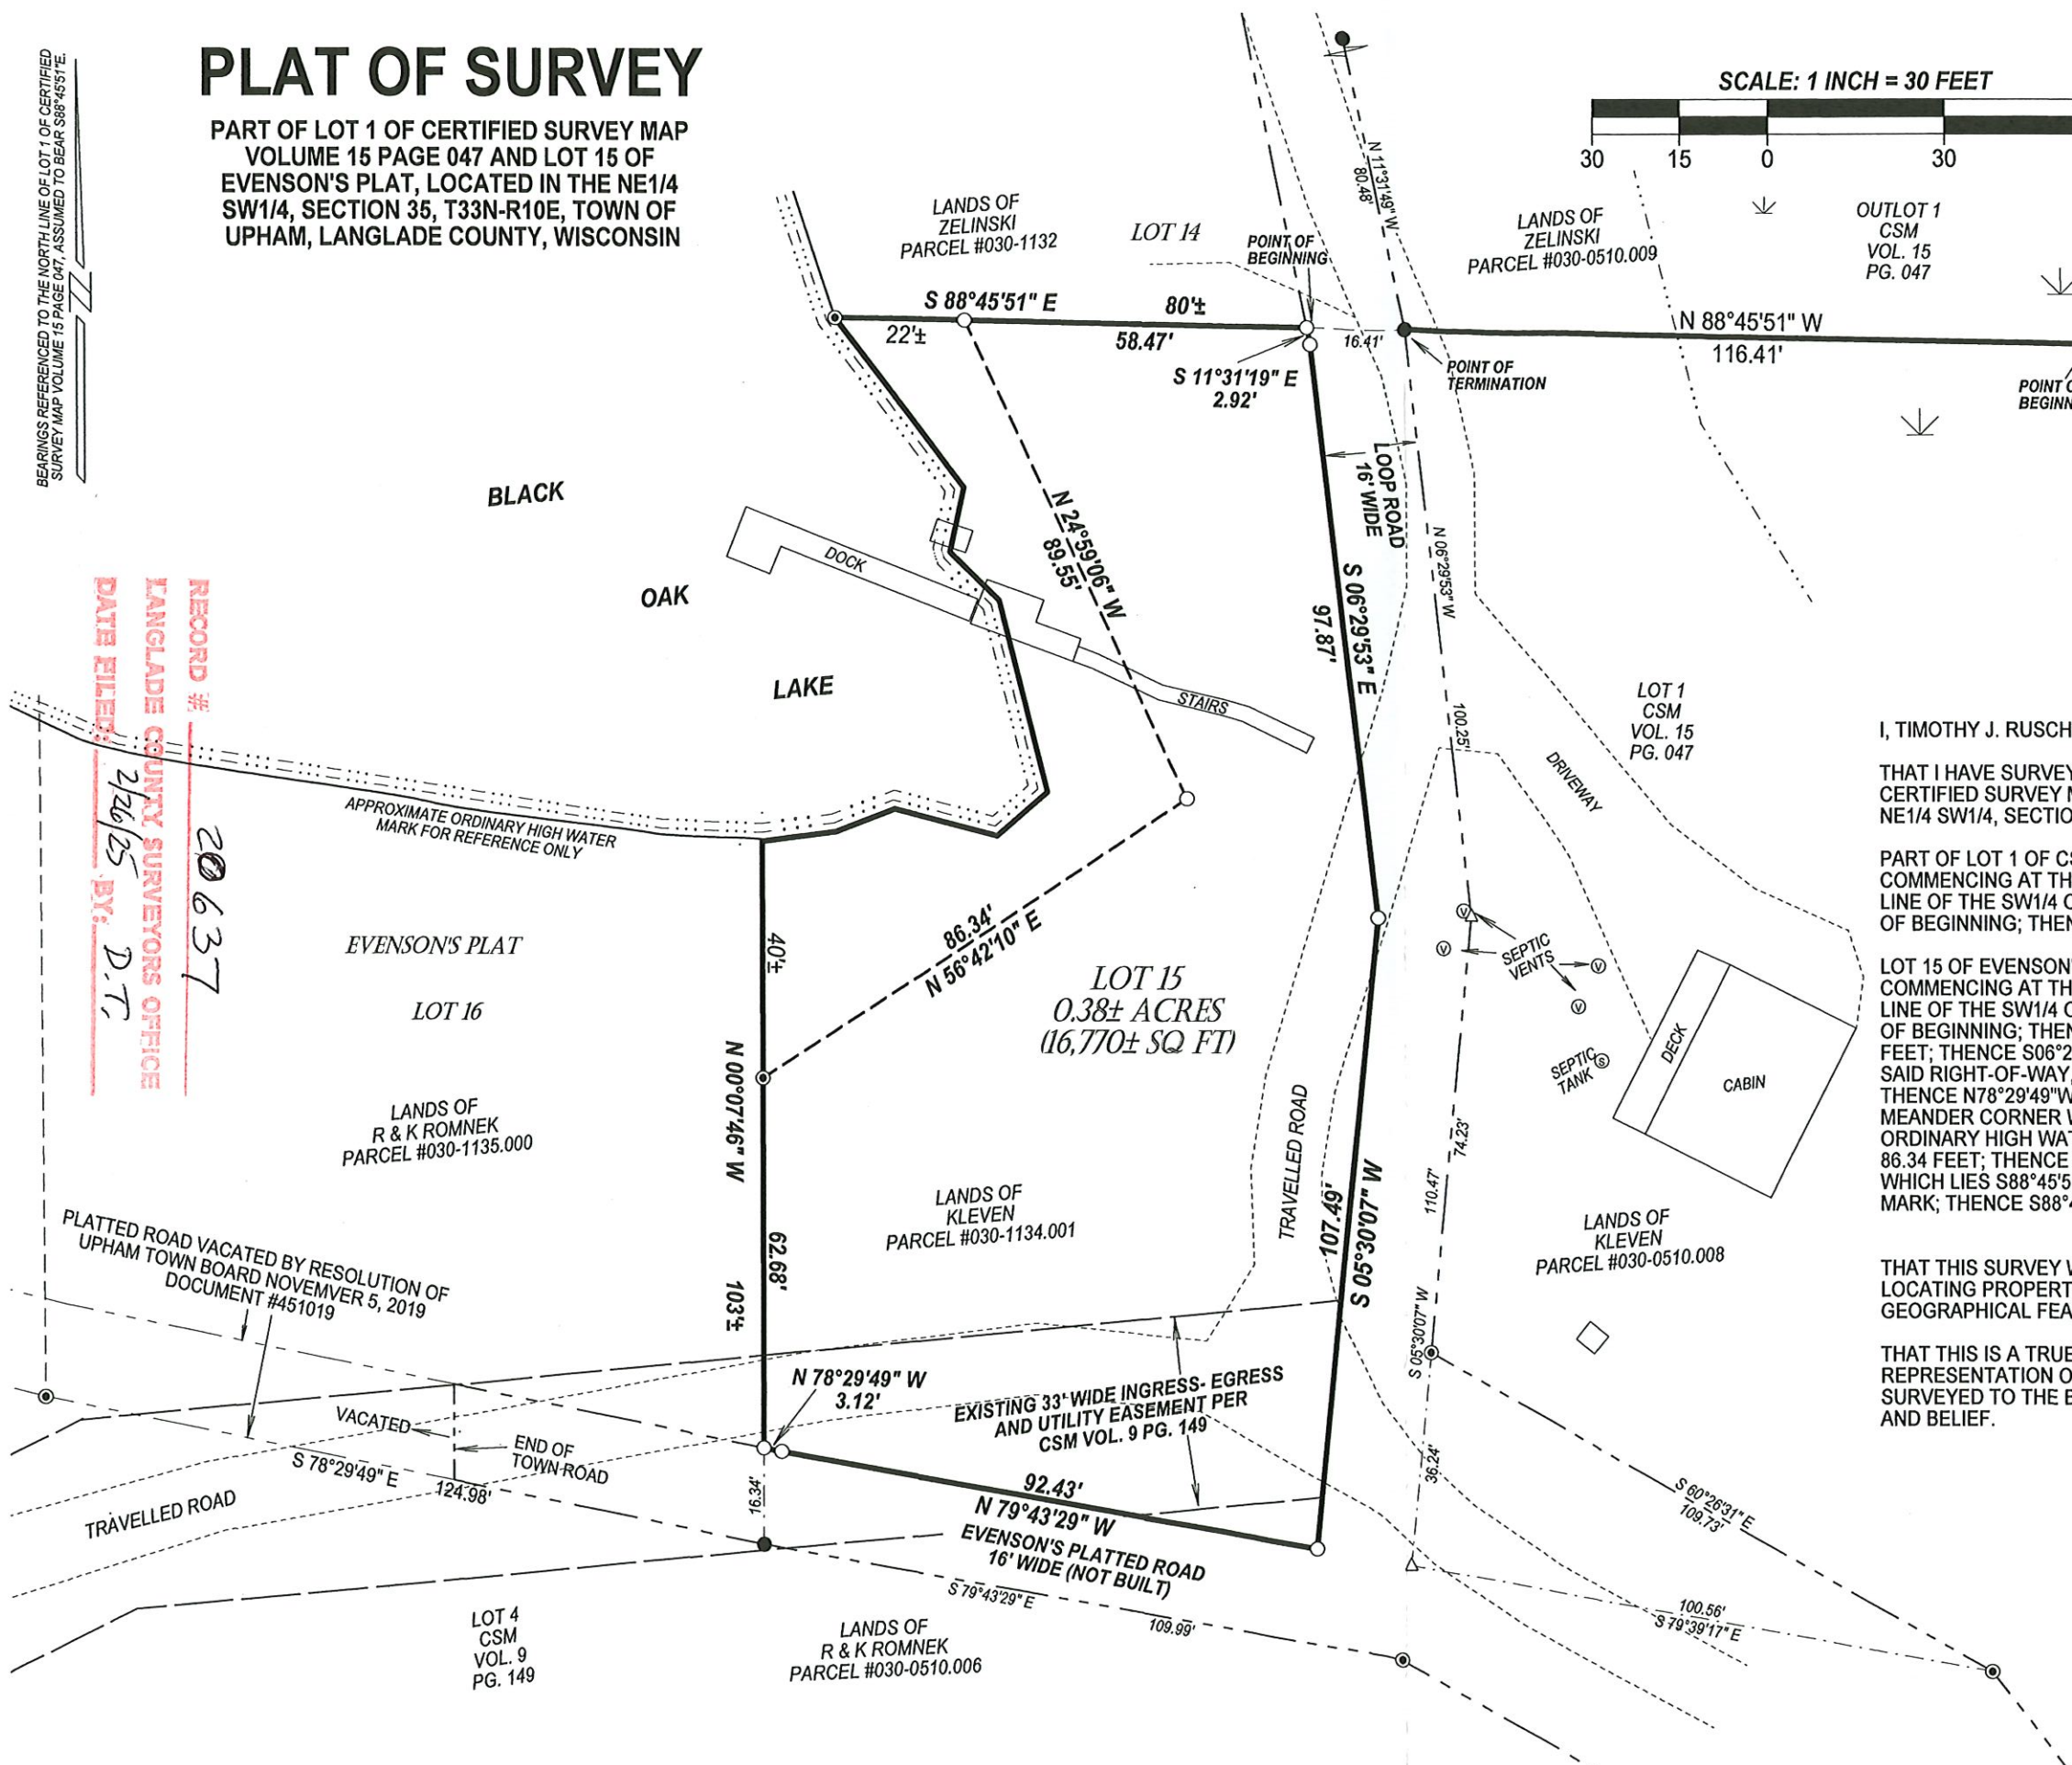 PLAT OF SURVEY
PART OF LOT 1 OF CERTIFIED SURVEY MAP
VOLUME 15 PAGE 047 AND LOT 15 OF
EVENSON'S PLAT, LOCATED IN THE NE1/4
SW1/4, SECTION 35, T33N-R10E, TOWN OF
UPHAM, LANGLADE COUNTY, WISCONSIN
BEARINGS REFERENCED TO THE NORTH LINE OF LOT 1 OF CERTIFIED
SURVEY MAP VOLUME 15 PAGE 047, ASSUMED TO BEAR S88°45'51"E.
SCALE: 1 INCH = 30 FEET
30 15 0 30
LANDS OF
ZELINSKI
PARCEL #030-1132
LOT 14
POINT OF
BEGINNING
N 11°31'49" W
80.48'
LANDS OF
ZELINSKI
PARCEL #030-0510.009
OUTLOT 1
CSM
VOL. 15
PG. 047
S 88°45'51" E
80'±
22'±
58.47'
16.41'
S 11°31'19" E
2.92'
POINT OF
TERMINATION
N 88°45'51" W
116.41'
POINT O
BEGINN
BLACK
OAK
LAKE
DOCK
STAIRS
N 24°59'06" W
89.55'
LOOP ROAD
16' WIDE
S 06°29'53" E
97.87'
N 06°29'53" W
100.25'
LOT 1
CSM
VOL. 15
PG. 047
DRIVEWAY
RECORD # 20637
LANGLADE COUNTY SURVEYORS OFFICE
DATE FILED: 2/26/25 BY: D.T.
APPROXIMATE ORDINARY HIGH WATER
MARK FOR REFERENCE ONLY
EVENSON'S PLAT
LOT 16
40'±
86.34'
N 56°42'10" E
LOT 15
0.38± ACRES
(16,770± SQ FT)
SEPTIC
VENTS
V
V
V
V
SEPTIC
TANK
S
DECK
CABIN
LANDS OF
R & K ROMNEK
PARCEL #030-1135.000
N 00°07'46" W
62.68'
103'±
LANDS OF
KLEVEN
PARCEL #030-1134.001
TRAVELLED ROAD
107.49'
S 05°30'07" W
74.23'
110.47'
S 05°30'07" W
36.24'
LANDS OF
KLEVEN
PARCEL #030-0510.008
PLATTED ROAD VACATED BY RESOLUTION OF
UPHAM TOWN BOARD NOVEMVER 5, 2019
DOCUMENT #451019
N 78°29'49" W
3.12'
EXISTING 33' WIDE INGRESS- EGRESS
AND UTILITY EASEMENT PER
CSM VOL. 9 PG. 149
VACATED
END OF
TOWN ROAD
S 78°29'49" E
124.98'
TRAVELLED ROAD
16.34'
92.43'
N 79°43'29" W
EVENSON'S PLATTED ROAD
16' WIDE (NOT BUILT)
S 79°43'29" E
109.99'
S 60°26'31" E
109.73'
100.56'
S 79°39'17" E
LOT 4
CSM
VOL. 9
PG. 149
LANDS OF
R & K ROMNEK
PARCEL #030-0510.006
I, TIMOTHY J. RUSCH
THAT I HAVE SURVEY
CERTIFIED SURVEY M
NE1/4 SW1/4, SECTIO
PART OF LOT 1 OF CS
COMMENCING AT TH
LINE OF THE SW1/4 O
OF BEGINNING; THEN
LOT 15 OF EVENSON'
COMMENCING AT TH
LINE OF THE SW1/4 O
OF BEGINNING; THEN
FEET; THENCE S06°2
SAID RIGHT-OF-WAY,
THENCE N78°29'49"W
MEANDER CORNER W
ORDINARY HIGH WAT
86.34 FEET; THENCE
WHICH LIES S88°45'5
MARK; THENCE S88°4
THAT THIS SURVEY W
LOCATING PROPERT
GEOGRAPHICAL FEA
THAT THIS IS A TRUE
REPRESENTATION O
SURVEYED TO THE B
AND BELIEF.